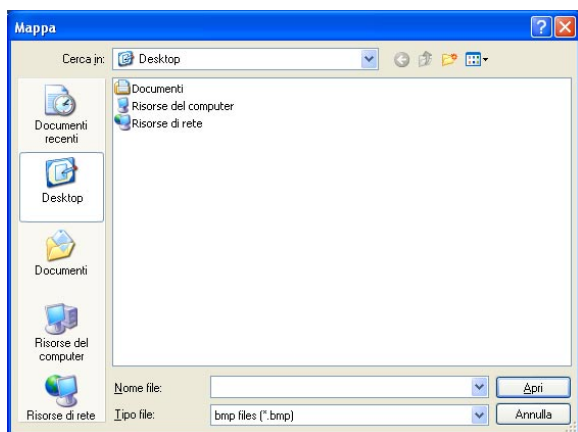 Mappa
Cerca in:
Desktop
Documenti recenti
Desktop
Documenti
Risorse del computer
Risorse di rete
Documenti
Risorse del computer
Risorse di rete
Nome file:
Apri
Tipo file:
bmp files (*.bmp)
Annulla